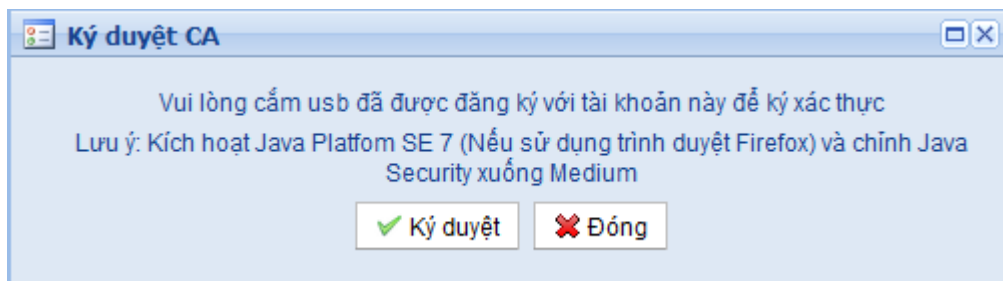 Ký duyệt CA
Vui lòng cắm usb đã được đăng ký với tài khoản này để ký xác thực
Lưu ý: Kích hoạt Java Platfom SE 7 (Nếu sử dụng trình duyệt Firefox) và chỉnh Java
Security xuống Medium
Ký duyệt
Đóng